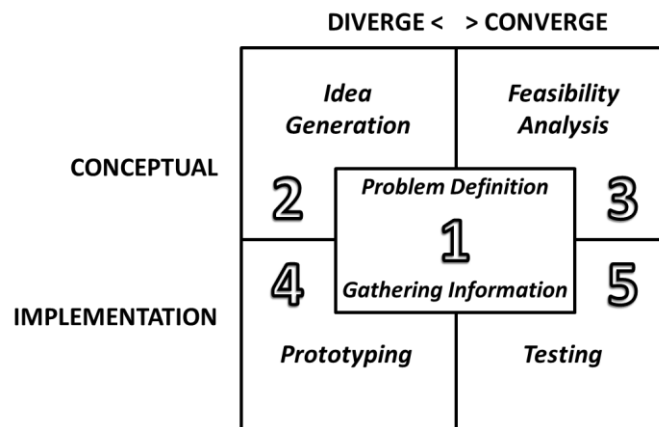 DIVERGE < > CONVERGE
Idea
Generation
Feasibility
Analysis
CONCEPTUAL
2
Problem Definition
3
1
4
Gathering Information
5
IMPLEMENTATION
Prototyping
Testing